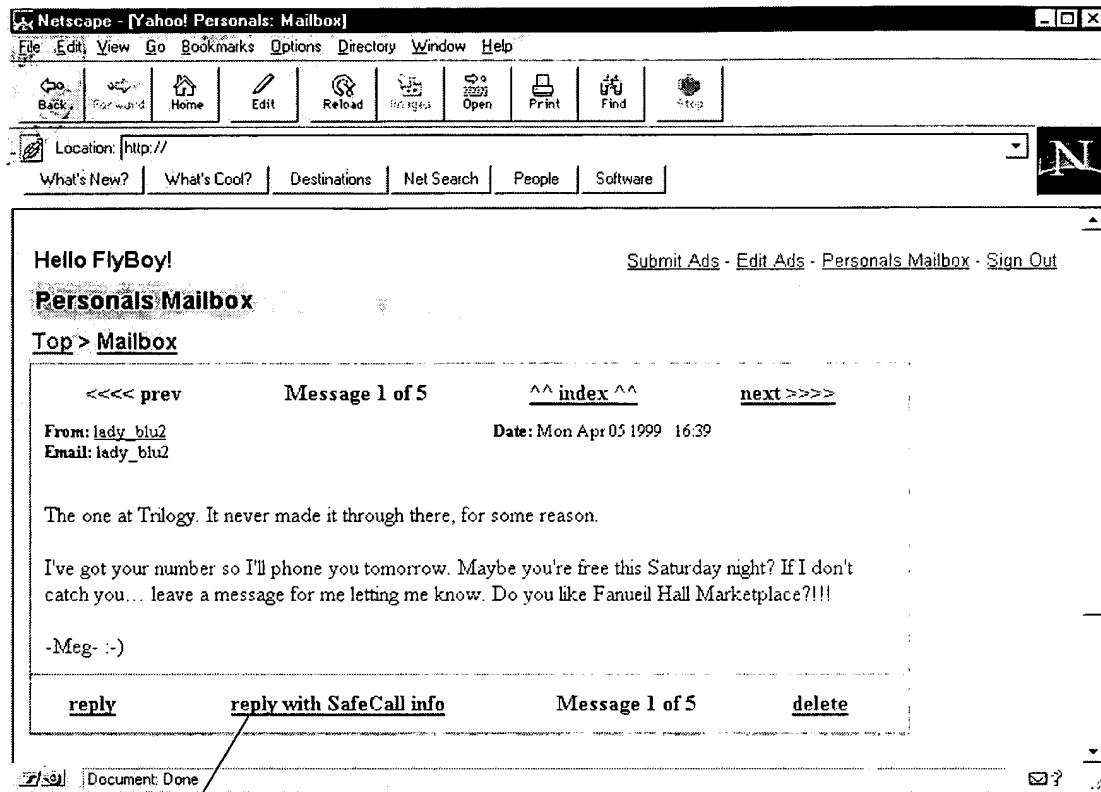 Netscape - [Yahoo! Personals: Mailbox]
File Edit View Go Bookmarks Options Directory Window Help
Back Forward Home Edit Reload Images Open Print Find Stop
Location: http://
What's New? What's Cool? Destinations Net Search People Software
N
Hello FlyBoy! Submit Ads - Edit Ads - Personals Mailbox - Sign Out
Personals Mailbox
Top > Mailbox
<<<< prev Message 1 of 5 ^^ index ^^ next >>>>
From: lady_blu2 Date: Mon Apr 05 1999 16:39
Email: lady_blu2
The one at Trilogy. It never made it through there, for some reason.
I've got your number so I'll phone you tomorrow. Maybe you're free this Saturday night? If I don't
catch you... leave a message for me letting me know. Do you like Fanueil Hall Marketplace?!!!
-Meg- :-)
reply reply with SafeCall info Message 1 of 5 delete
Document: Done